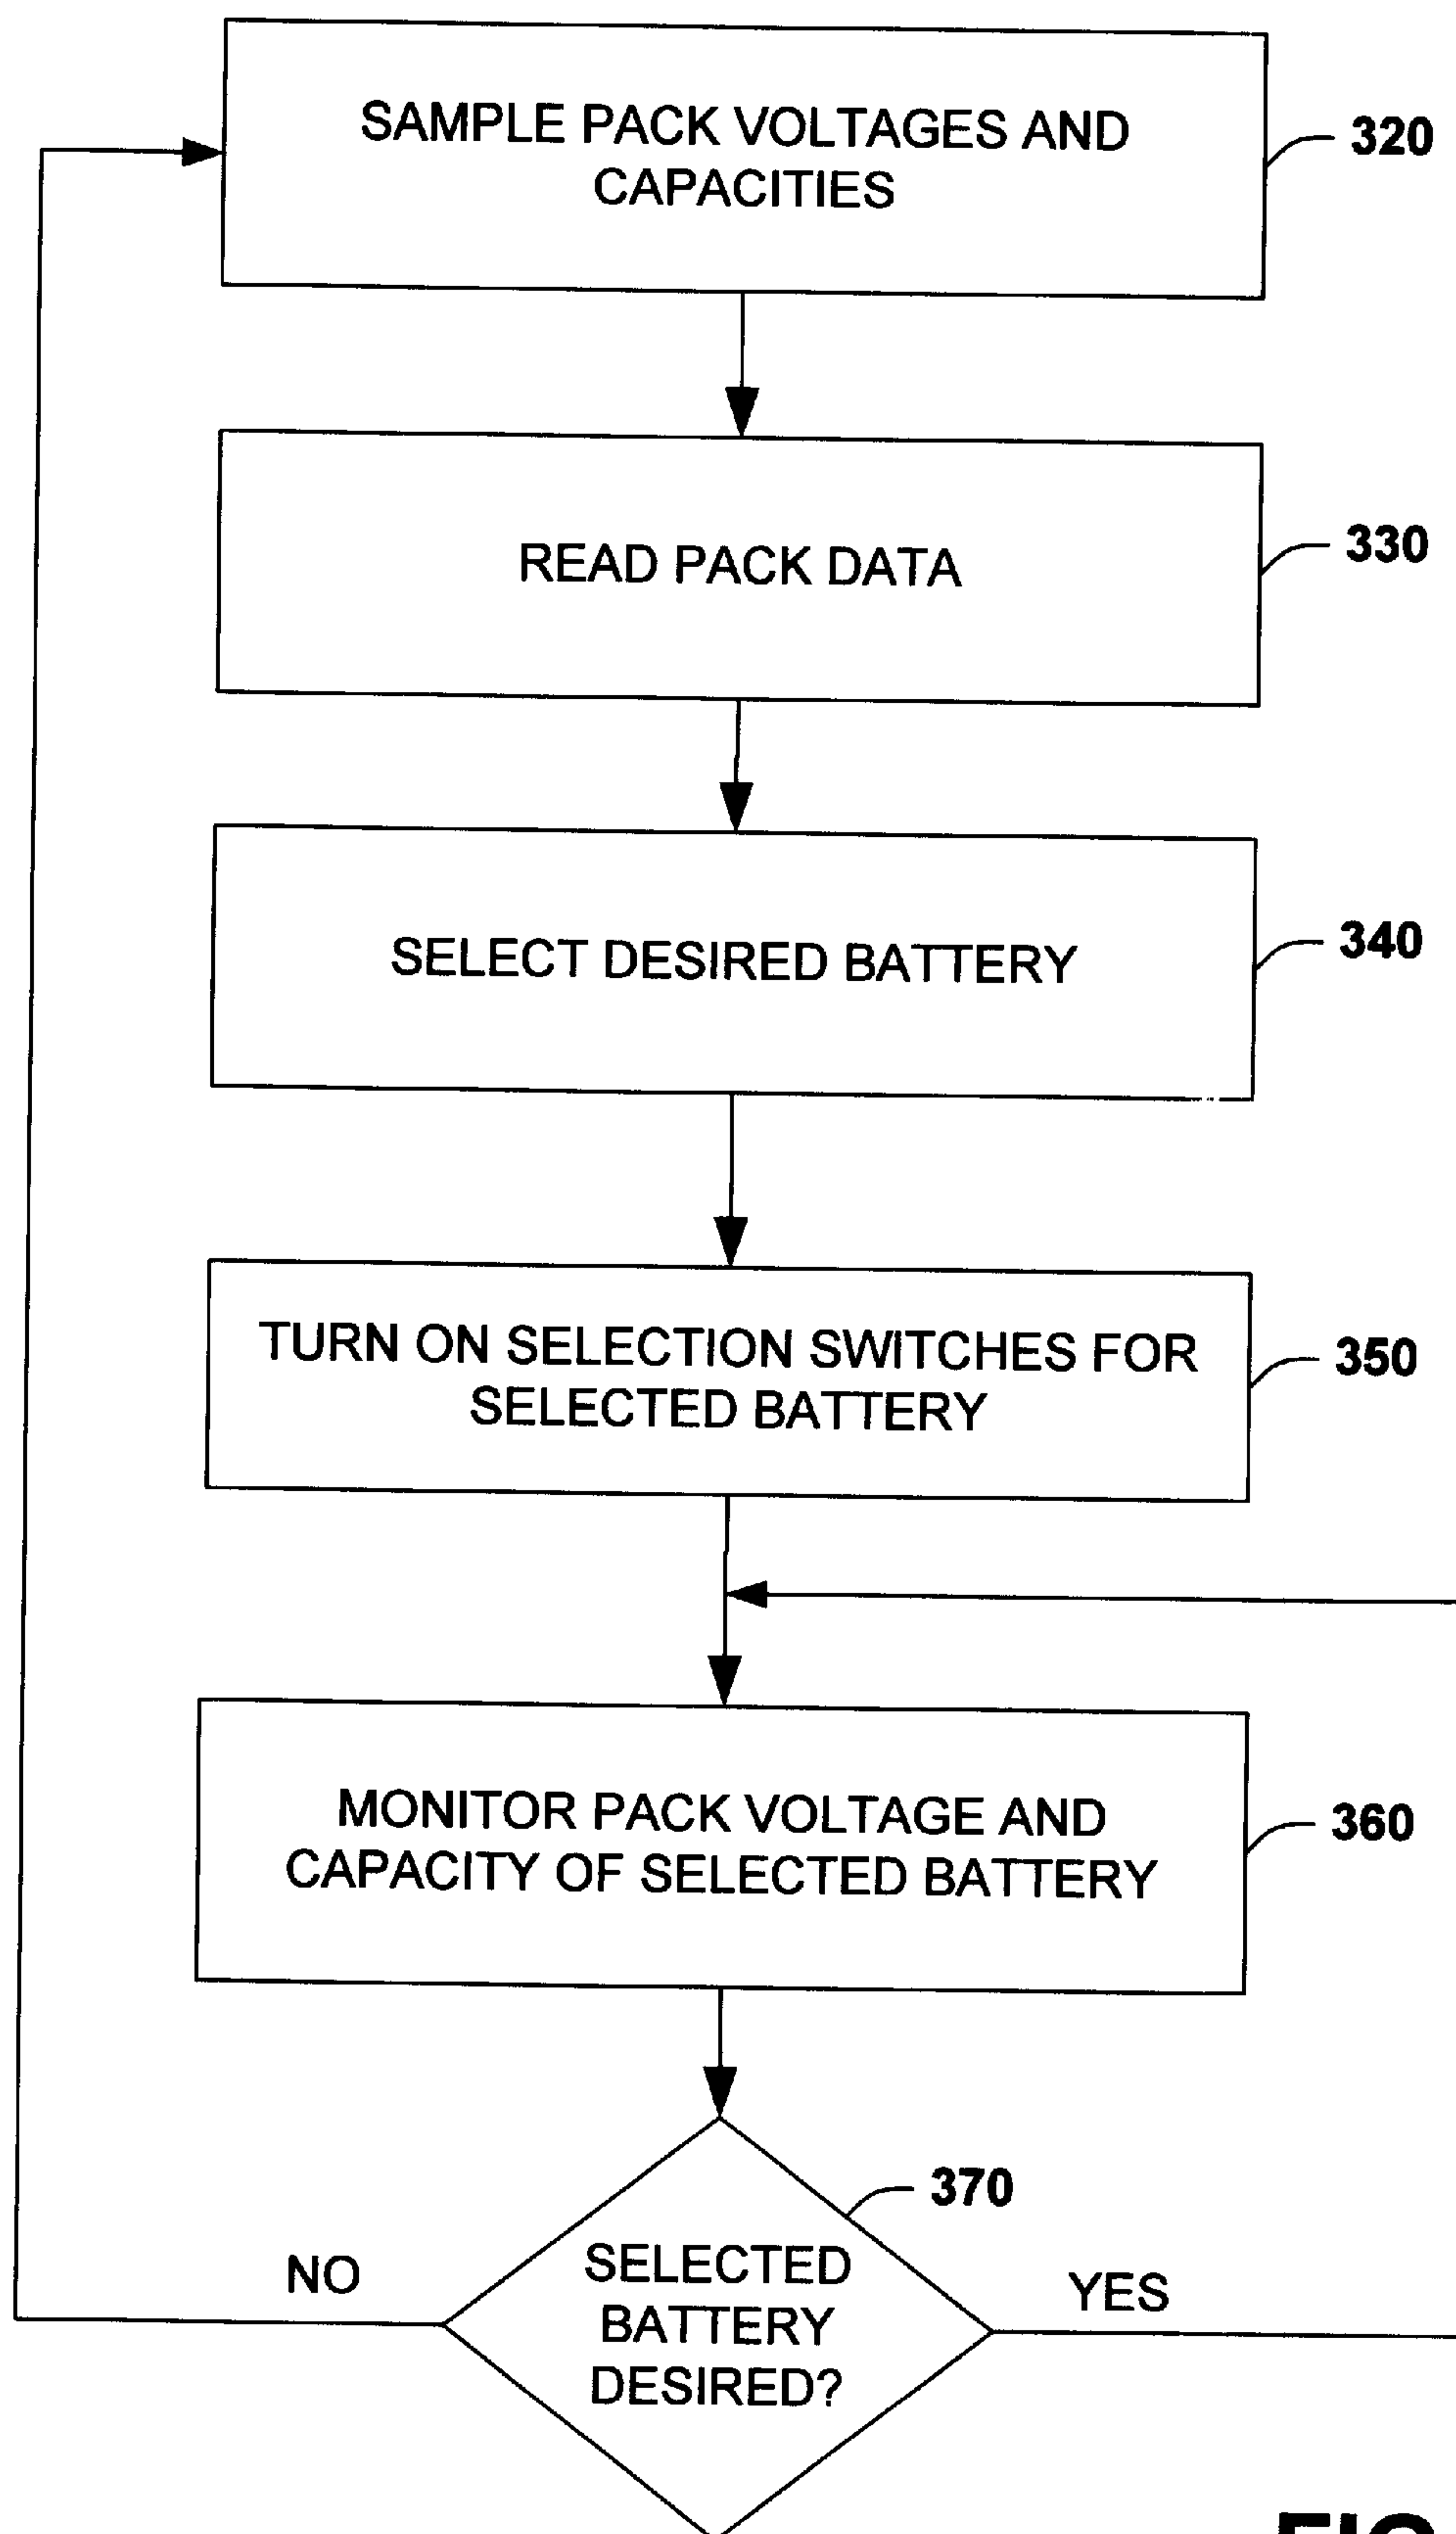 SAMPLE PACK VOLTAGES AND
CAPACITIES
320
READ PACK DATA
330
SELECT DESIRED BATTERY
340
TURN ON SELECTION SWITCHES FOR
SELECTED BATTERY
350
MONITOR PACK VOLTAGE AND
CAPACITY OF SELECTED BATTERY
360
370
NO
SELECTED
BATTERY
DESIRED?
YES
FIG